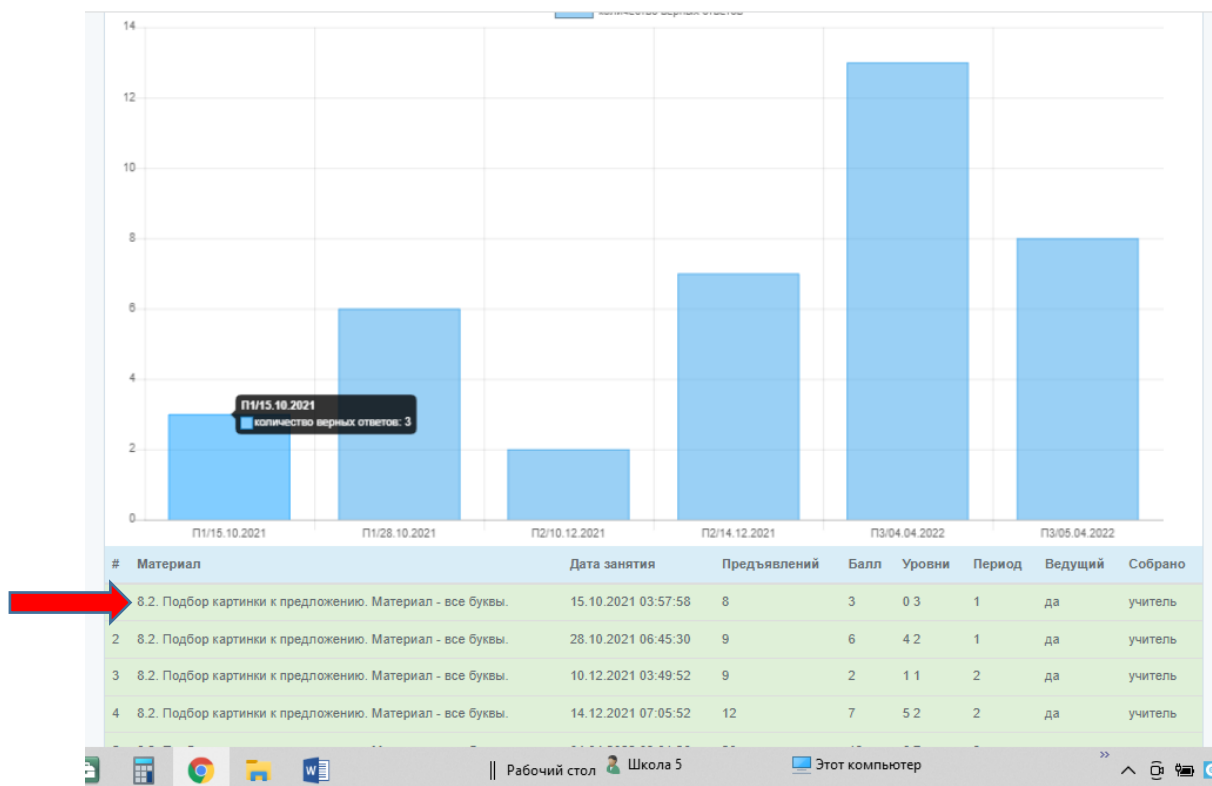 количество верных ответов
14
12
10
8
6
4
2
0
П1/15.10.2021
количество верных ответов: 3
П1/15.10.2021 П1/28.10.2021 П2/10.12.2021 П2/14.12.2021 П3/04.04.2022 П3/05.04.2022
# Материал Дата занятия Предъявлений Балл Уровни Период Ведущий Собрано
8.2. Подбор картинки к предложению. Материал - все буквы. 15.10.2021 03:57:58 8 3 0 3 1 да учитель
2 8.2. Подбор картинки к предложению. Материал - все буквы. 28.10.2021 06:45:30 9 6 4 2 1 да учитель
3 8.2. Подбор картинки к предложению. Материал - все буквы. 10.12.2021 03:49:52 9 2 1 1 2 да учитель
4 8.2. Подбор картинки к предложению. Материал - все буквы. 14.12.2021 07:05:52 12 7 5 2 2 да учитель
W Рабочий стол Школа 5 Этот компьютер